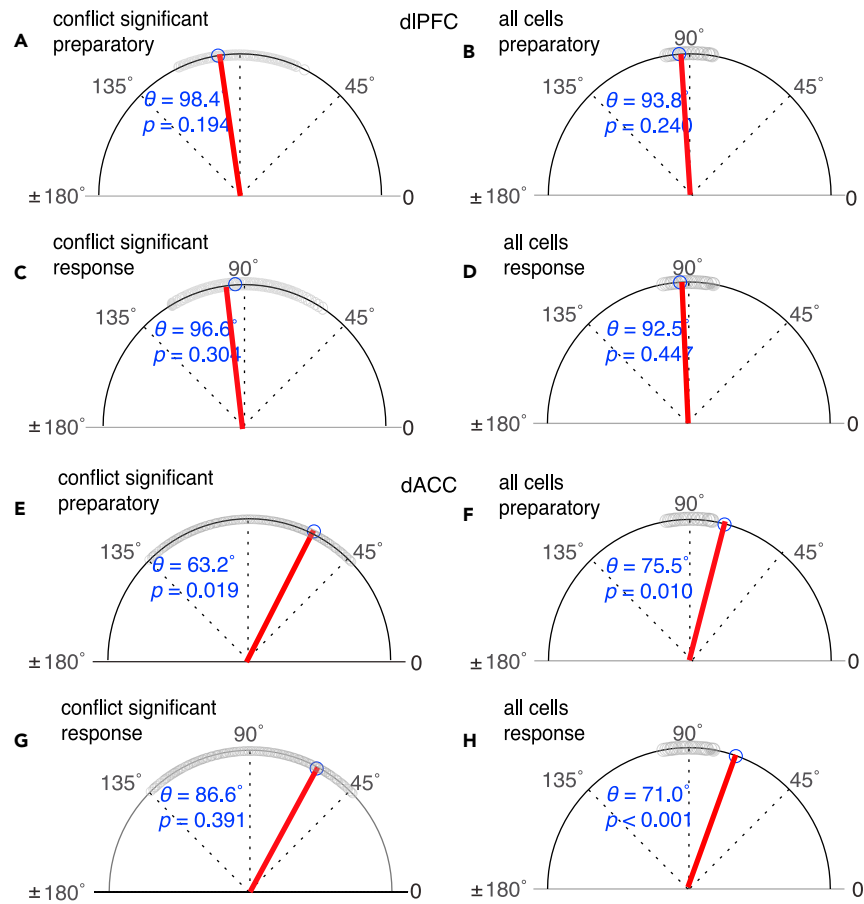 conflict significant
preparatory
dlPFC
all cells
preparatory
A
B
90°
135°
45°
θ = 98.4°
p = 0.194
±180°
0
135°
45°
θ = 93.8°
p = 0.240
±180°
0
conflict significant
response
all cells
response
C
D
90°
135°
45°
θ = 96.6°
p = 0.304
±180°
0
90°
135°
45°
θ = 92.5°
p = 0.447
±180°
0
conflict significant
preparatory
dACC
all cells
preparatory
E
F
135°
45°
θ = 63.2°
p = 0.019
±180°
0
90°
135°
45°
θ = 75.5°
p = 0.010
±180°
0
conflict significant
response
all cells
response
G
H
90°
135°
45°
θ = 86.6°
p = 0.391
±180°
0
90°
135°
45°
θ = 71.0°
p < 0.001
±180°
0